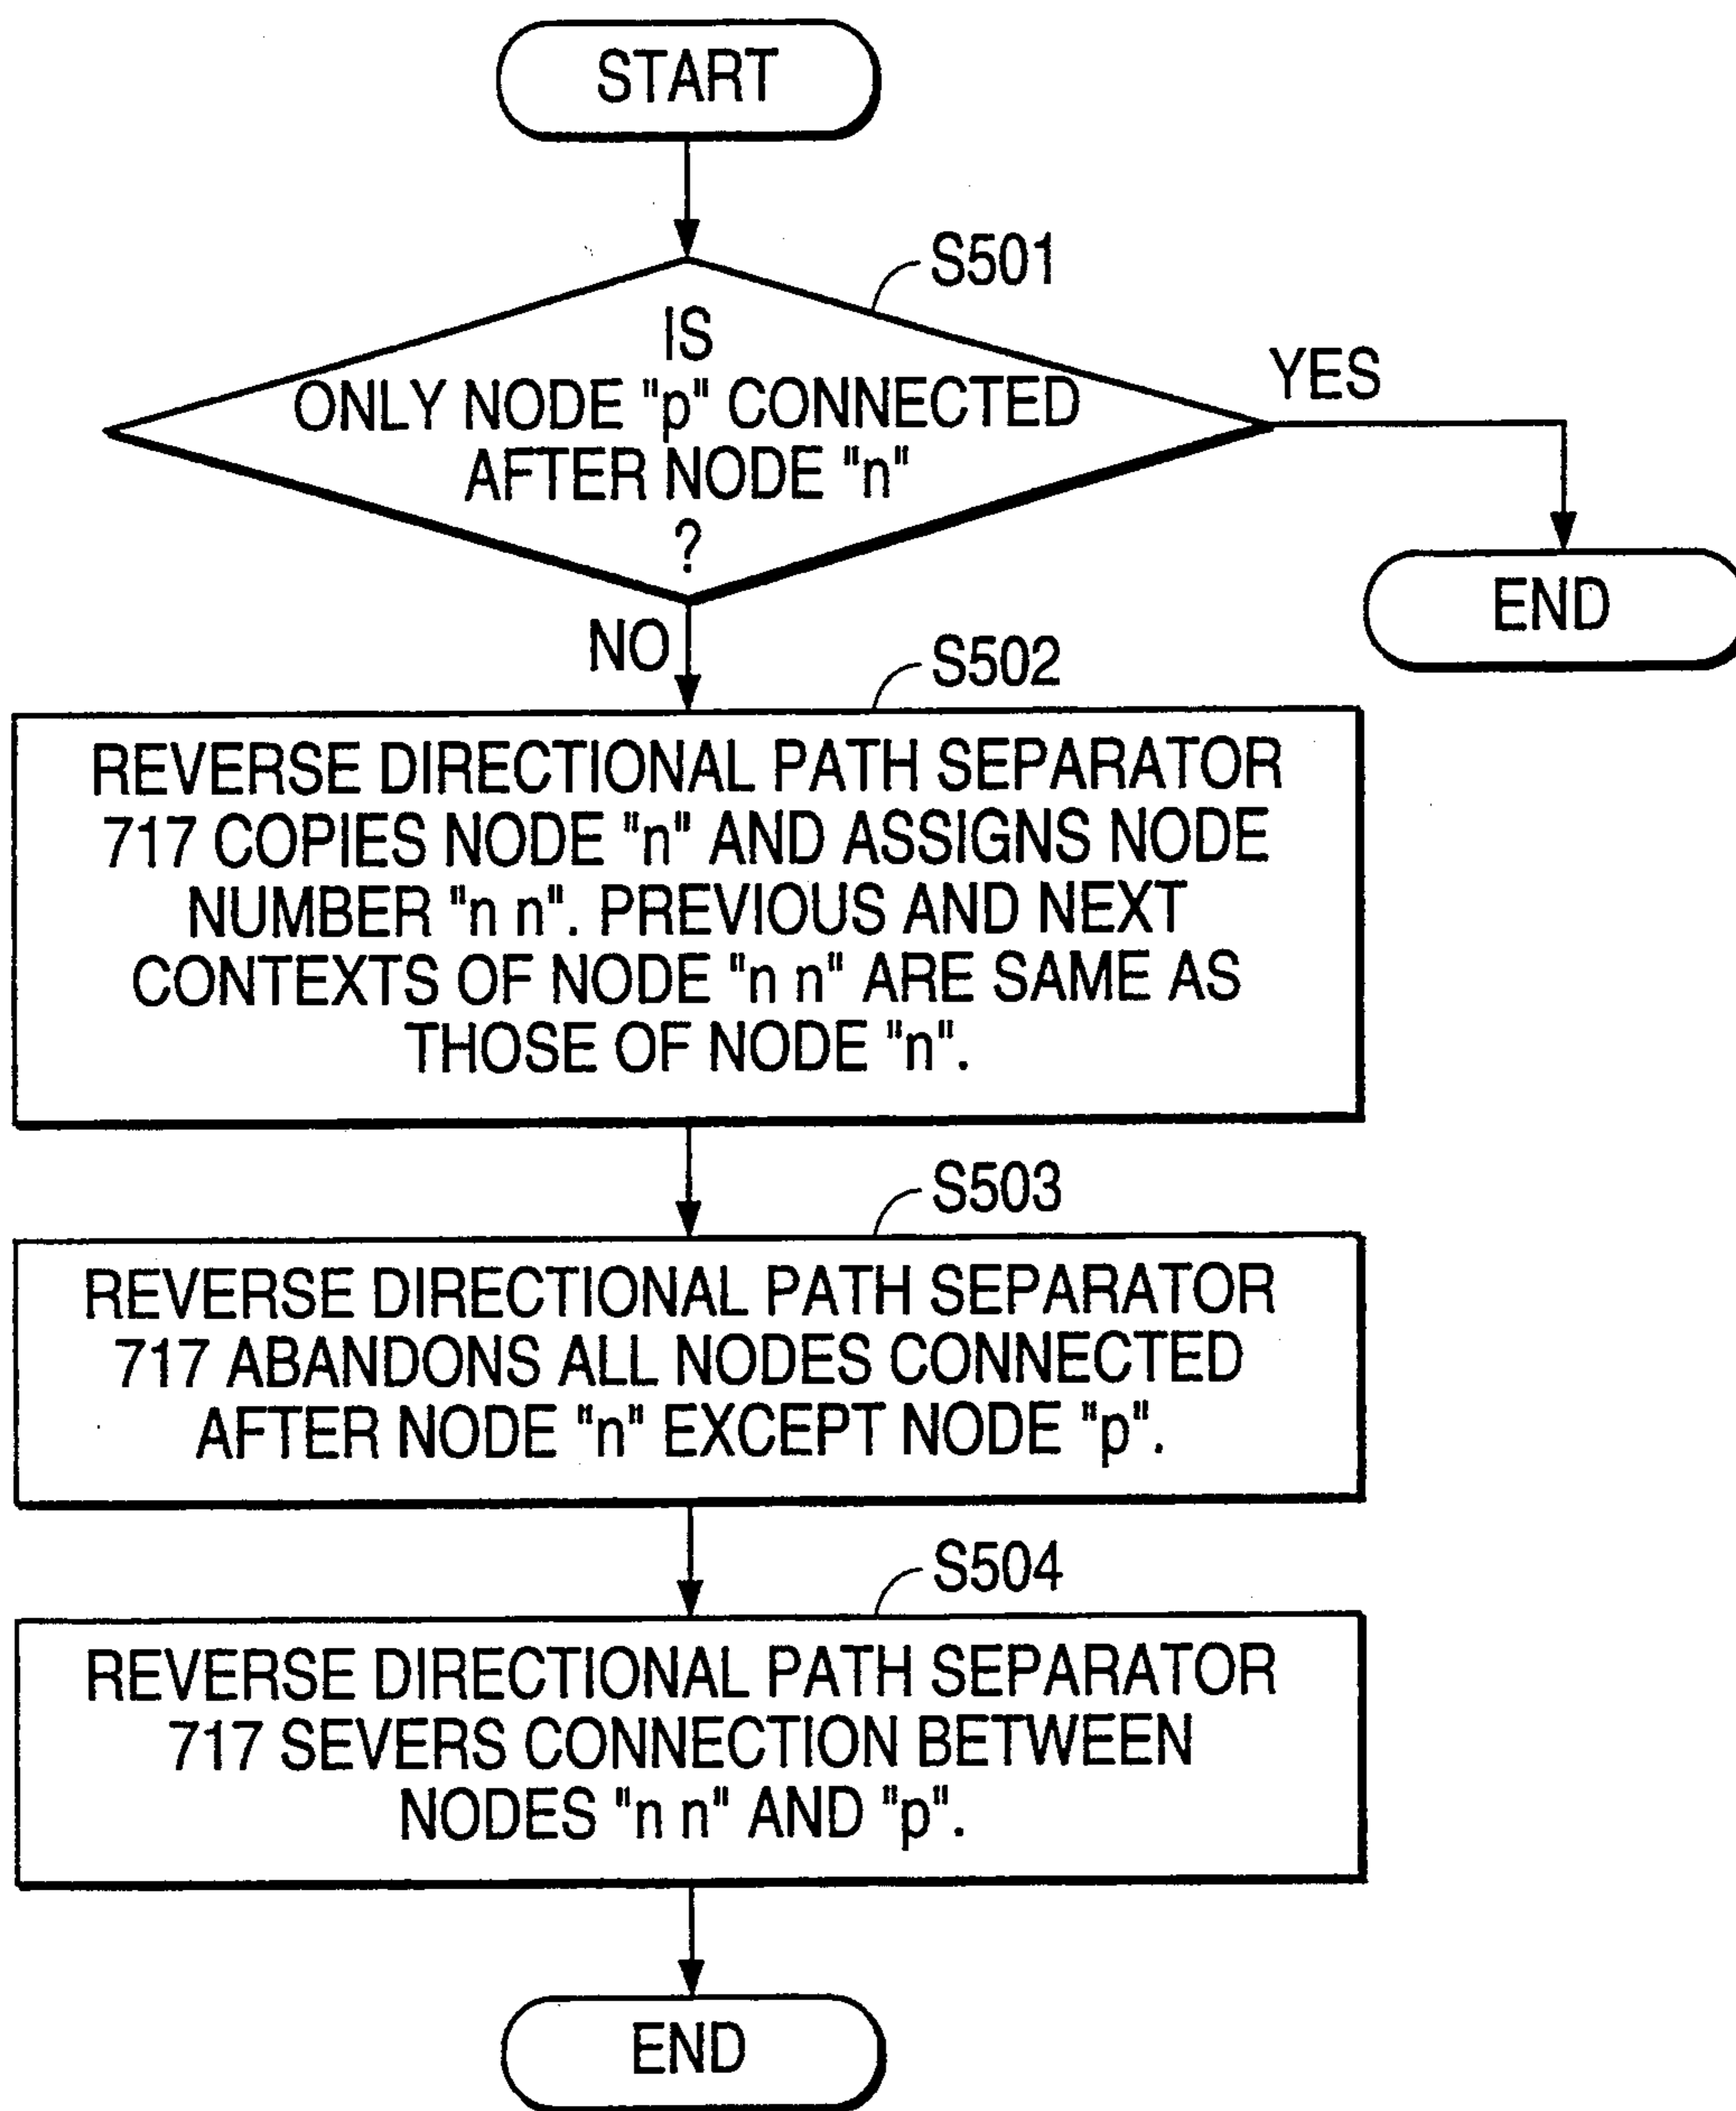 START
S501
IS
ONLY NODE "p" CONNECTED
AFTER NODE "n"
?
YES
END
NO
S502
REVERSE DIRECTIONAL PATH SEPARATOR
717 COPIES NODE "n" AND ASSIGNS NODE
NUMBER "n n". PREVIOUS AND NEXT
CONTEXTS OF NODE "n n" ARE SAME AS
THOSE OF NODE "n".
S503
REVERSE DIRECTIONAL PATH SEPARATOR
717 ABANDONS ALL NODES CONNECTED
AFTER NODE "n" EXCEPT NODE "p".
S504
REVERSE DIRECTIONAL PATH SEPARATOR
717 SEVERS CONNECTION BETWEEN
NODES "n n" AND "p".
END